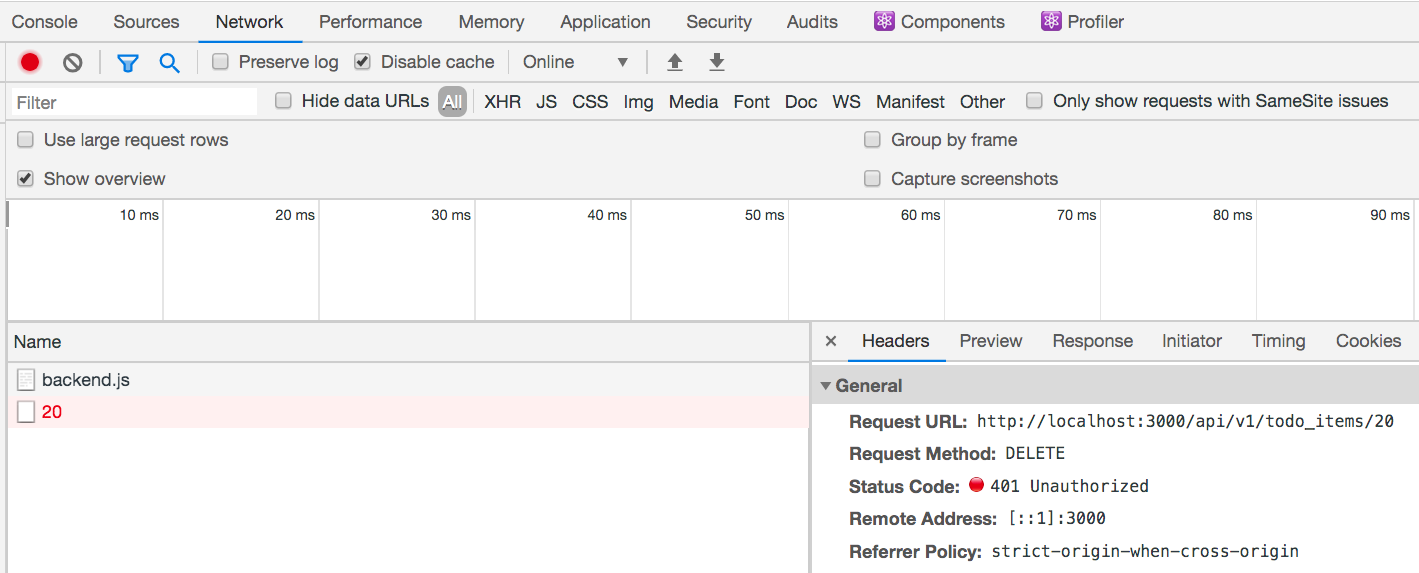 Console Sources Network Performance Memory Application Security Audits Components Profiler
Preserve log Disable cache Online
Filter Hide data URLs All XHR JS CSS Img Media Font Doc WS Manifest Other Only show requests with SameSite issues
Use large request rows Group by frame
Show overview Capture screenshots
10 ms 20 ms 30 ms 40 ms 50 ms 60 ms 70 ms 80 ms 90 ms
Name
backend.js
20
Headers Preview Response Initiator Timing Cookies
General
Request URL: http://localhost:3000/api/v1/todo_items/20
Request Method: DELETE
Status Code: 401 Unauthorized
Remote Address: [::1]:3000
Referrer Policy: strict-origin-when-cross-origin